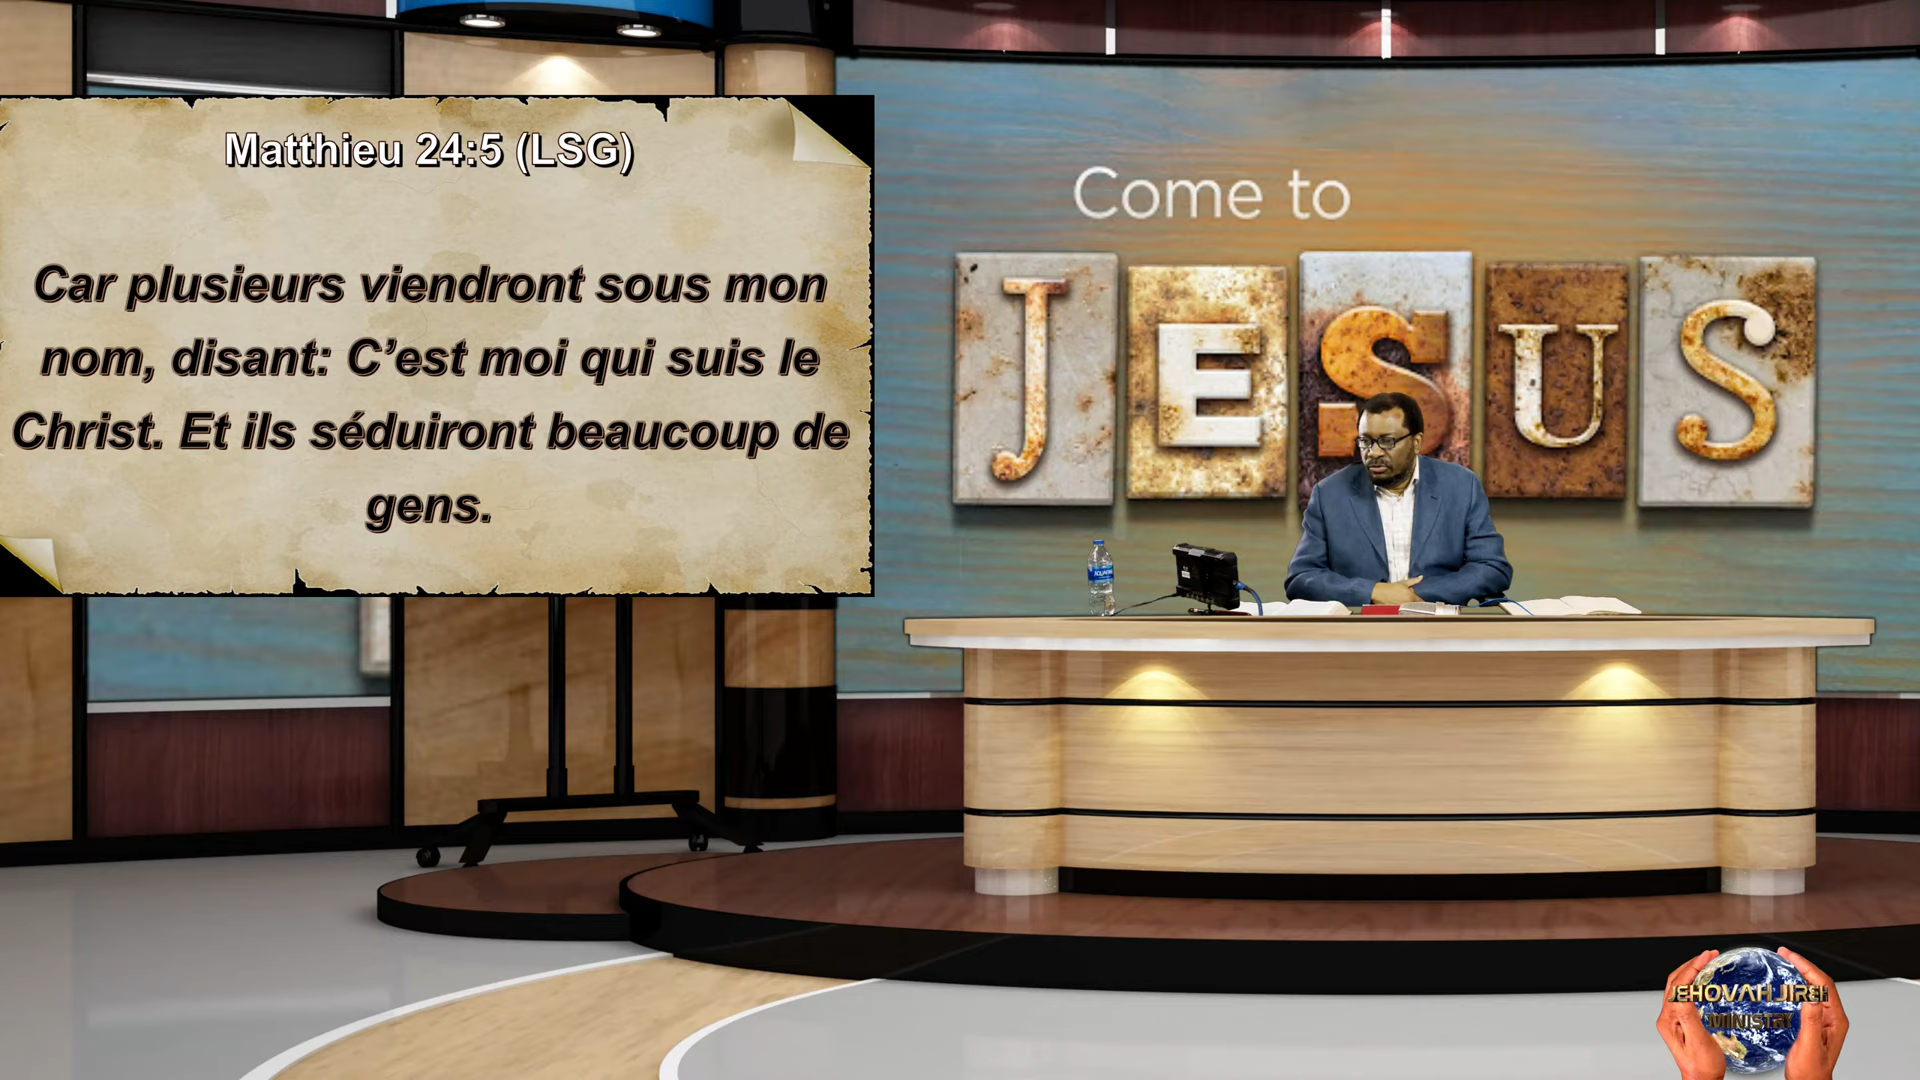 Matthieu 24:5 (LSG)
Car plusieurs viendront sous mon
nom, disant: C’est moi qui suis le
Christ. Et ils séduiront beaucoup de
gens.
Come to
JESUS
JEHOVAH JIREH
MINISTRY